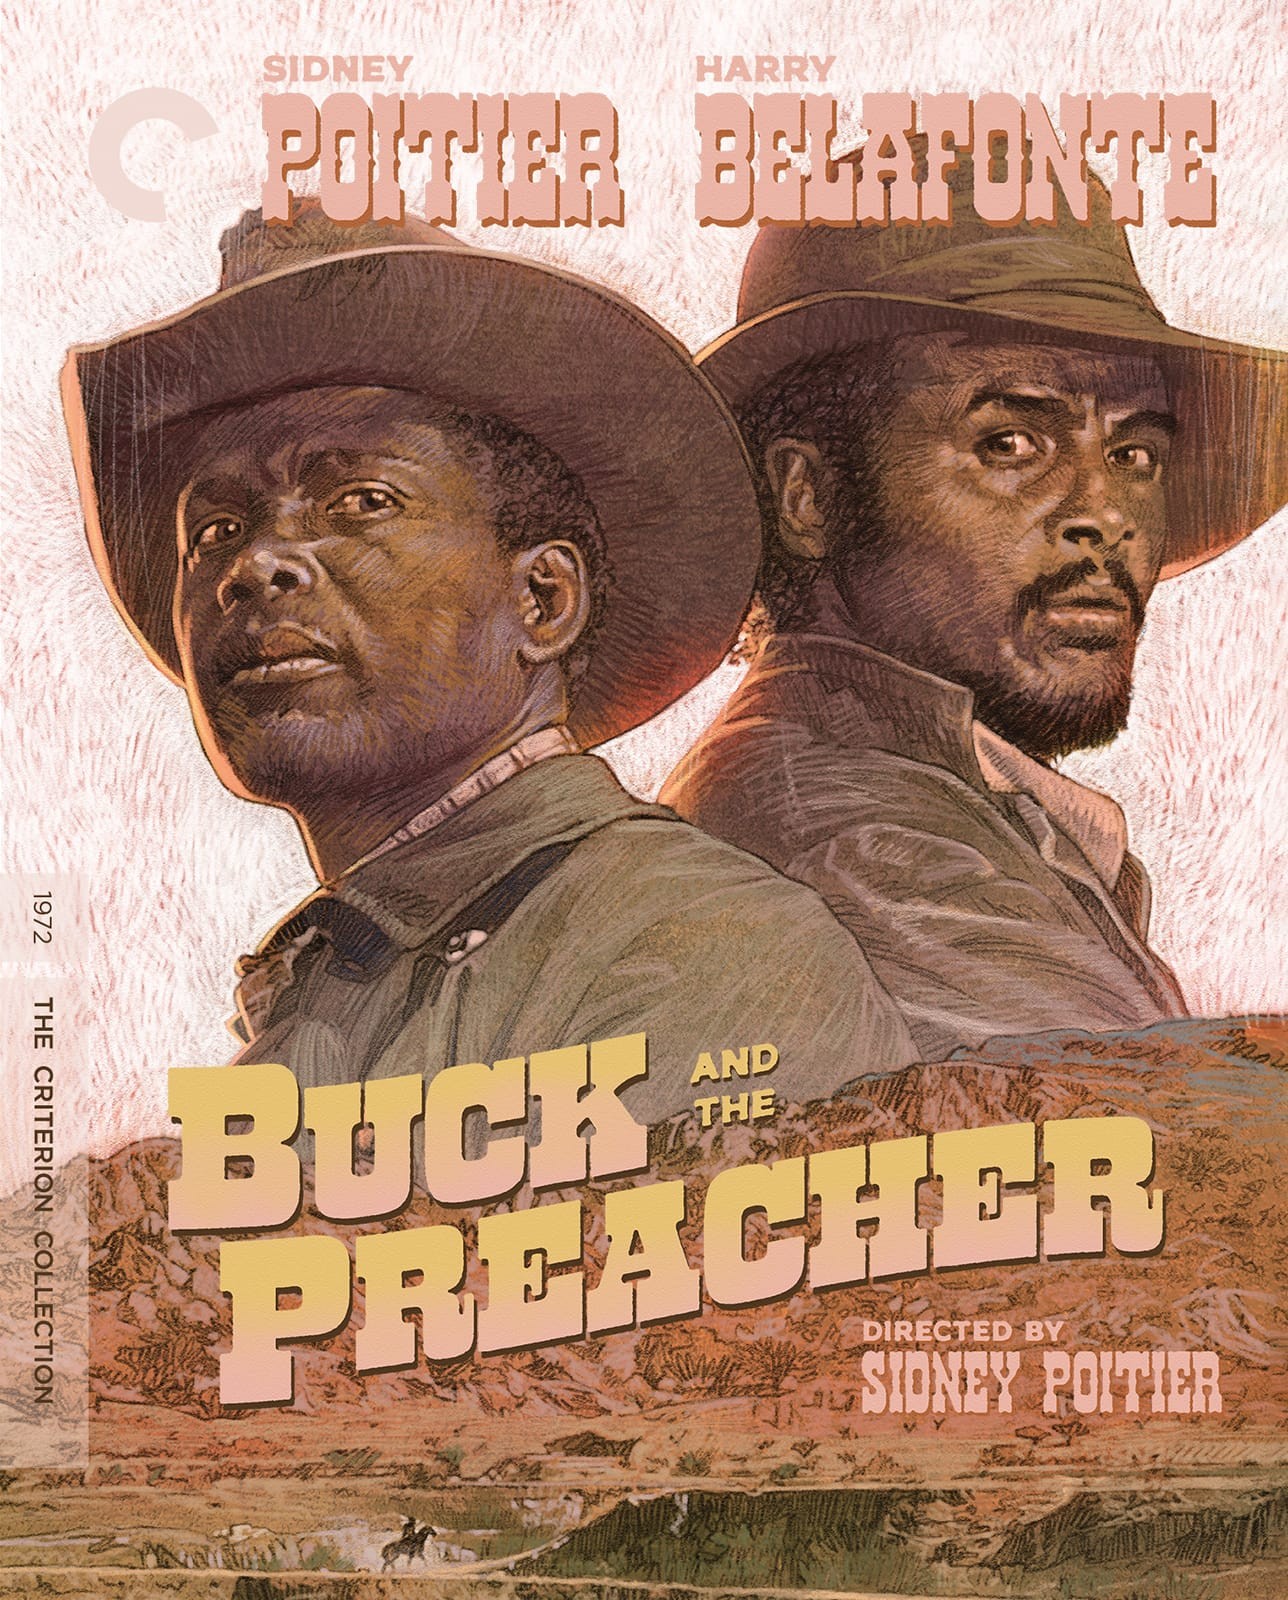 SIDNEY
POITIER
HARRY
BELAFONTE
1972
THE CRITERION COLLECTION
BUCK
AND
THE
PREACHER
DIRECTED BY
SIDNEY POITIER